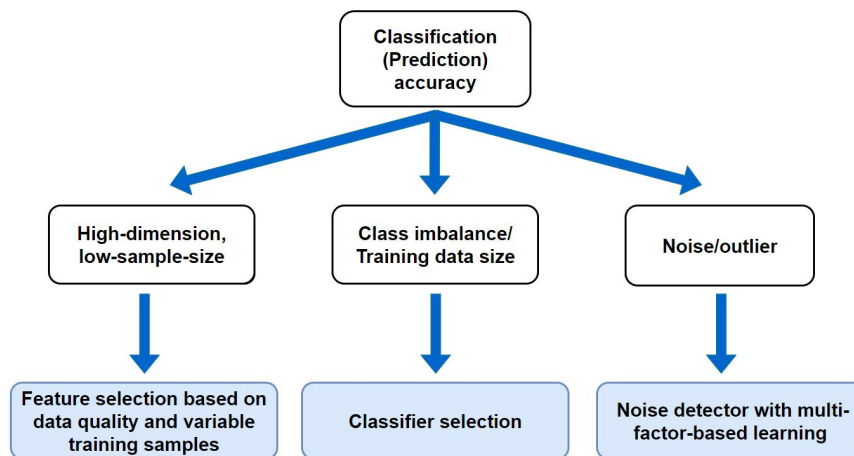 Classification
(Prediction)
accuracy
High-dimension,
low-sample-size
Class imbalance/
Training data size
Noise/outlier
Feature selection based on
data quality and variable
training samples
Classifier selection
Noise detector with multi-
factor-based learning